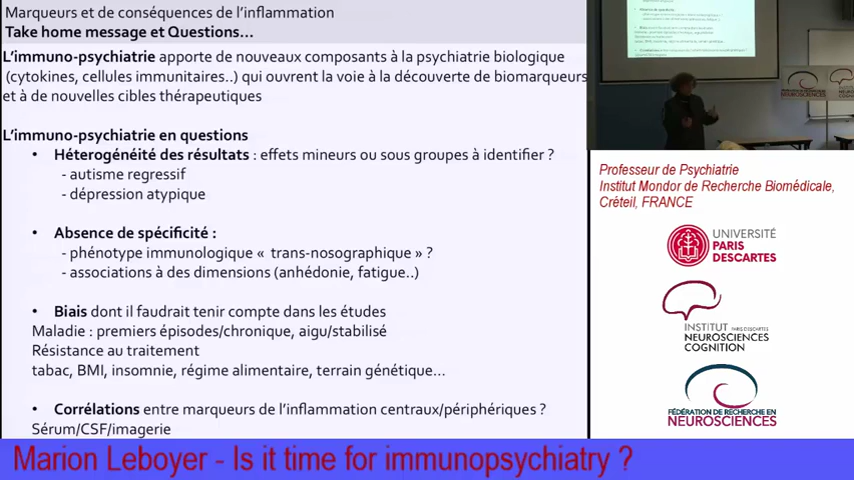 Marqueurs et de conséquences de l'inflammation
Take home message et Questions...
L'immuno-psychiatrie apporte de nouveaux composants à la psychiatrie biologique
(cytokines, cellules immunitaires..) qui ouvrent la voie à la découverte de biomarqueurs
et à de nouvelles cibles thérapeutiques
L'immuno-psychiatrie en questions
• Hétérogénéité des résultats : effets mineurs ou sous groupes à identifier ?
- autisme regressif
- dépression atypique
• Absence de spécificité :
- phénotype immunologique « trans-nosographique » ?
- associations à des dimensions (anhédonie, fatigue..)
• Biais dont il faudrait tenir compte dans les études
Maladie : premiers épisodes/chronique, aigu/stabilisé
Résistance au traitement
tabac, BMI, insomnie, régime alimentaire, terrain génétique...
• Corrélations entre marqueurs de l'inflammation centraux/périphériques ?
Sérum/CSF/imagerie
NEUROSCIENCES
NEUROSCIENCES
COGNITION
Professeur de Psychiatrie
Institut Mondor de Recherche Biomédicale,
Créteil, FRANCE
UNIVERSITÉ
PARIS
DESCARTES
INSTITUT PARIS DESCARTES
NEUROSCIENCES
COGNITION
FÉDÉRATION DE RECHERCHE EN
NEUROSCIENCES
Marion Leboyer - Is it time for immunopsychiatry ?